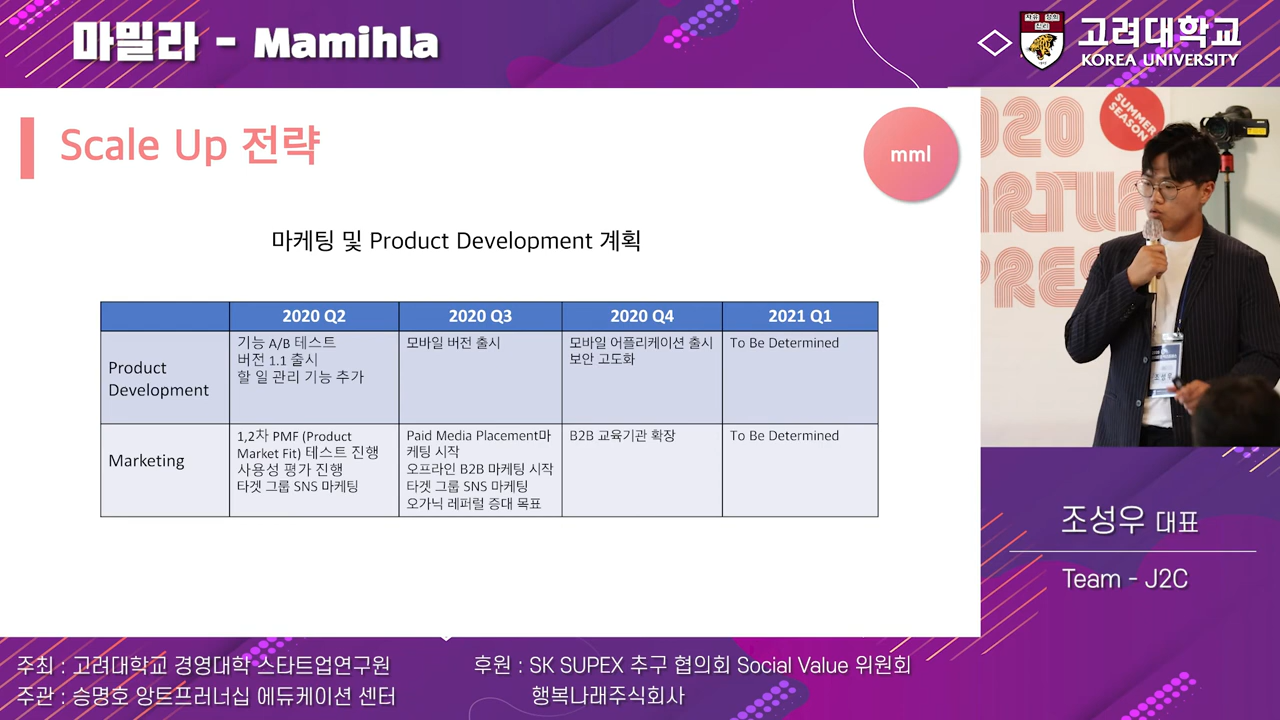 마밀라 - Mamihla
고려대학교
KOREA UNIVERSITY
Scale Up 전략
mml
마케팅 및 Product Development 계획
2020 Q2
2020 Q3
2020 Q4
2021 Q1
Product
Development
기능 A/B 테스트
버전 1.1 출시
할 일 관리 기능 추가
모바일 버전 출시
모바일 어플리케이션 출시
보안 고도화
To Be Determined
Marketing
1,2차 PMF (Product
Market Fit) 테스트 진행
사용성 평가 진행
타겟 그룹 SNS 마케팅
Paid Media Placement마
케팅 시작
오프라인 B2B 마케팅 시작
타겟 그룹 SNS 마케팅
오가닉 레퍼럴 증대 목표
B2B 교육기관 확장
To Be Determined
2020
SUMMER
SEASON
조성우
조성우 대표
Team - J2C
주최 : 고려대학교 경영대학 스타트업연구원
주관 : 승명호 앙트프러너십 에듀케이션 센터
후원 : SK SUPEX 추구 협의회 Social Value 위원회
행복나래주식회사